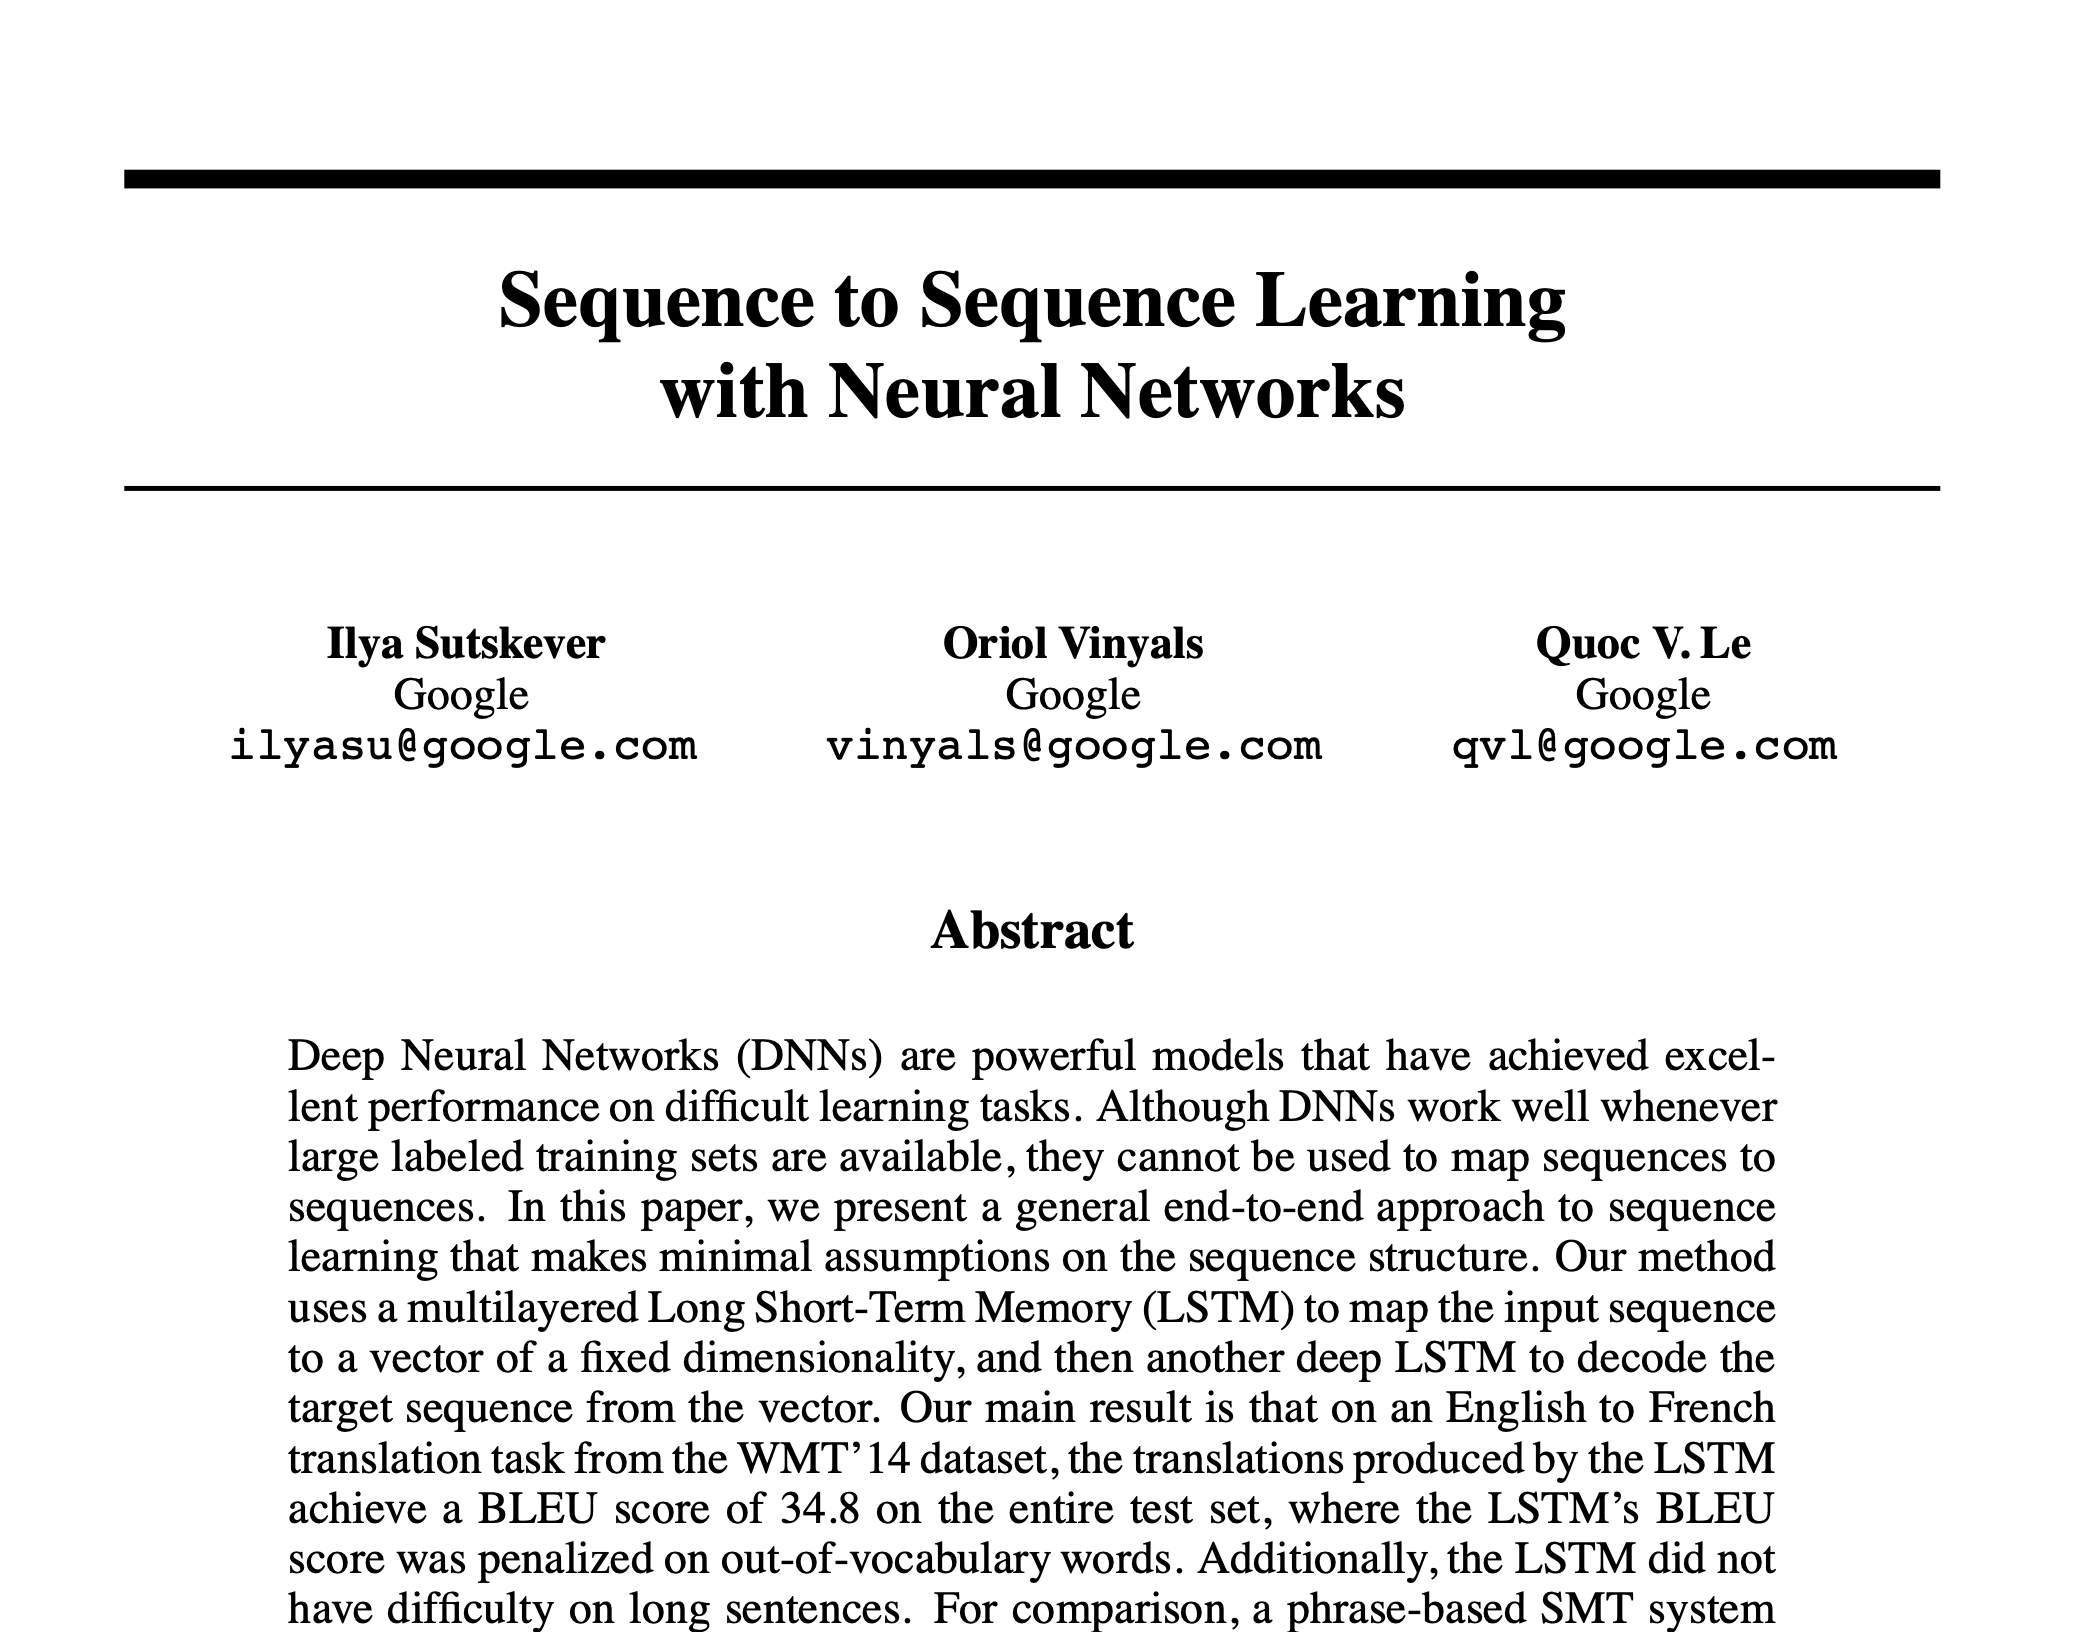 Sequence to Sequence Learning
with Neural Networks
Ilya Sutskever
Google
ilyasu@google.com
Oriol Vinyals
Google
vinyals@google.com
Quoc V. Le
Google
qvl@google.com
Abstract
Deep Neural Networks (DNNs) are powerful models that have achieved excel-
lent performance on difficult learning tasks. Although DNNs work well whenever
large labeled training sets are available, they cannot be used to map sequences to
sequences. In this paper, we present a general end-to-end approach to sequence
learning that makes minimal assumptions on the sequence structure. Our method
uses a multilayered Long Short-Term Memory (LSTM) to map the input sequence
to a vector of a fixed dimensionality, and then another deep LSTM to decode the
target sequence from the vector. Our main result is that on an English to French
translation task from the WMT’14 dataset, the translations produced by the LSTM
achieve a BLEU score of 34.8 on the entire test set, where the LSTM’s BLEU
score was penalized on out-of-vocabulary words. Additionally, the LSTM did not
have difficulty on long sentences. For comparison, a phrase-based SMT system